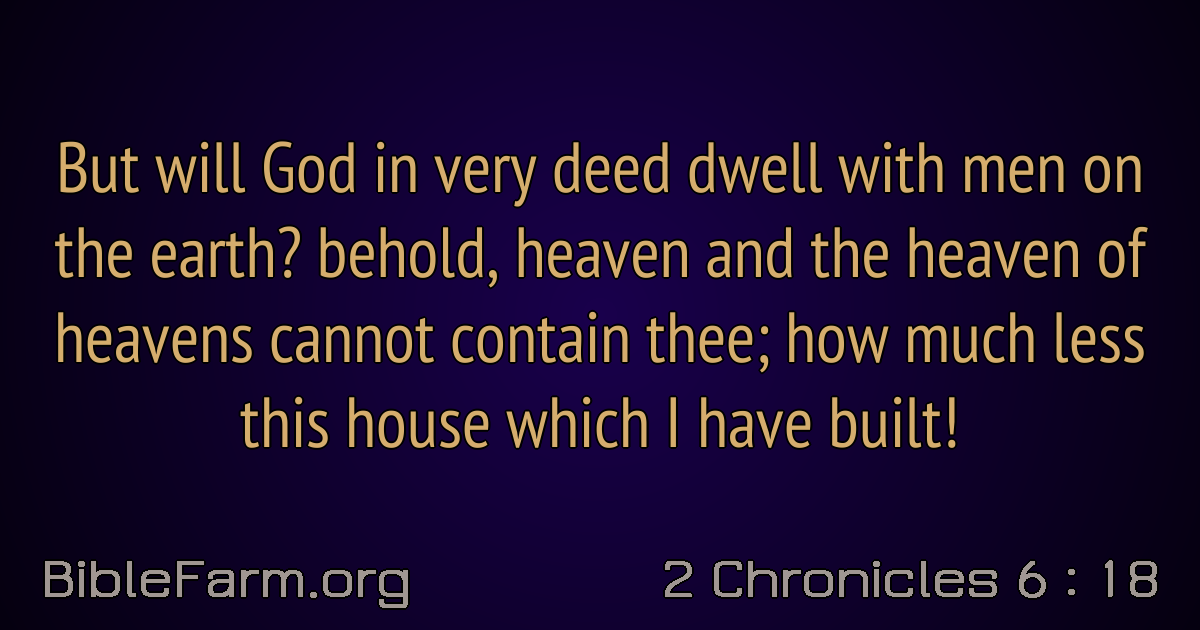 But will God in very deed dwell with men on
the earth? behold, heaven and the heaven of
heavens cannot contain thee; how much less
this house which I have built!
BibleFarm.org
2 Chronicles 6 : 18